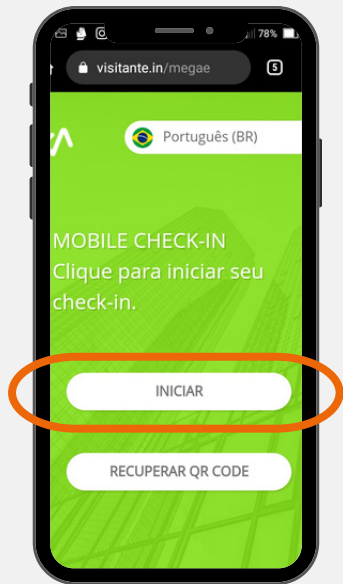 78%
visitante.in/megae
5
Português (BR)
MOBILE CHECK-IN
Clique para iniciar seu
check-in.
INICIAR
RECUPERAR QR CODE